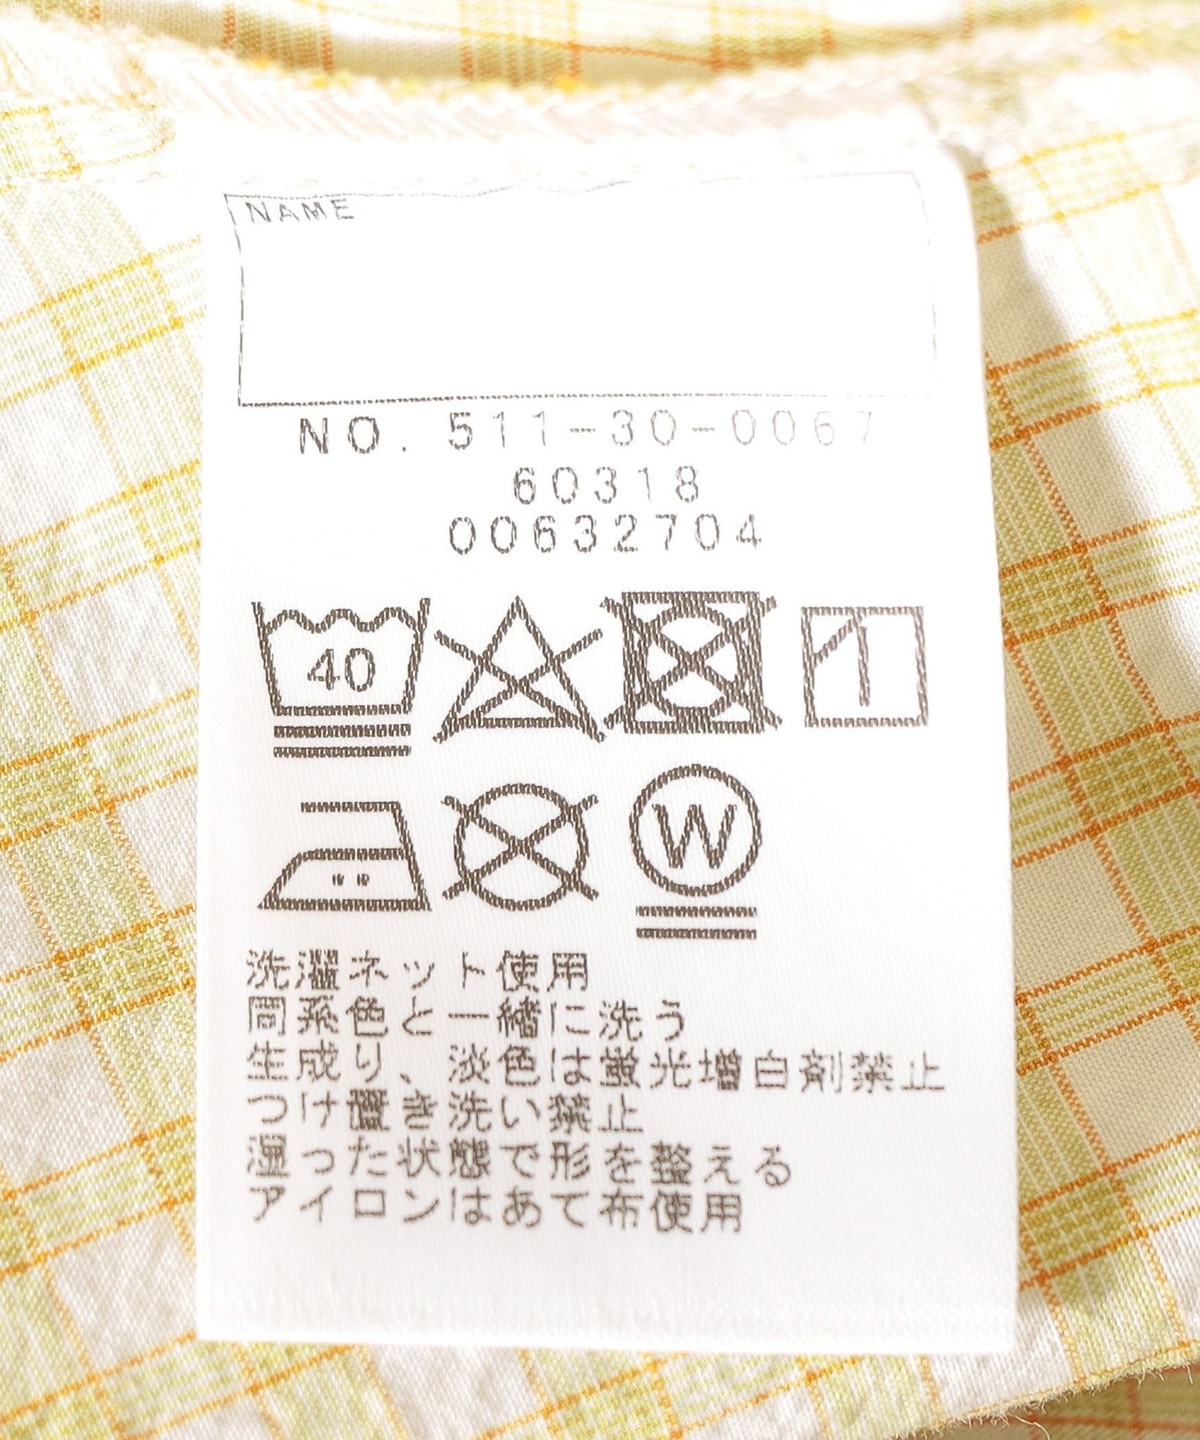 NAME
NO. 511-30-0067
60318
00632704
40
W
洗濯ネット使用
同系色と一緒に洗う
生成り、淡色は蛍光増白剤禁止
つけ置き洗い禁止
湿った状態で形を整える
アイロンはあて布使用